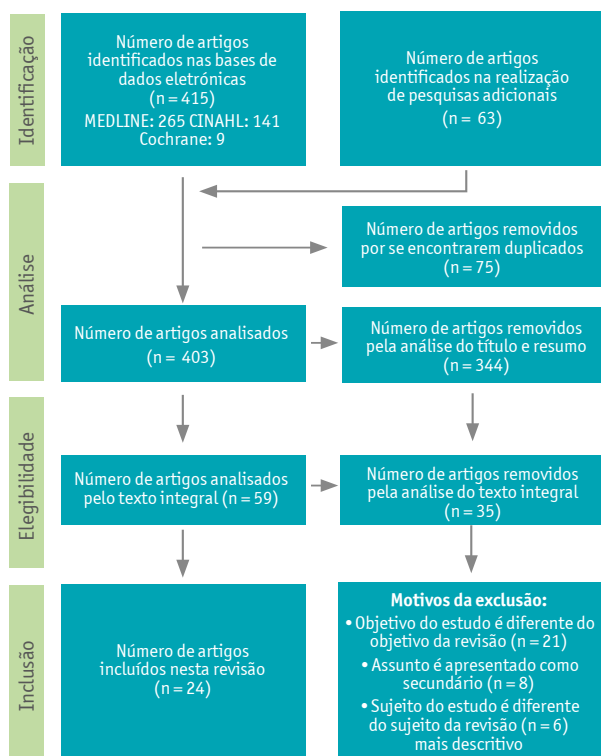 Identificação
Número de artigos
identificados nas bases de
dados eletrónicas
(n = 415)
MEDLINE: 265 CINAHL: 141
Cochrane: 9
Número de artigos
identificados na realização
de pesquisas adicionais
(n = 63)
Análise
Número de artigos removidos
por se encontrarem duplicados
(n = 75)
Número de artigos analisados
(n = 403)
Número de artigos removidos
pela análise do título e resumo
(n = 344)
Elegibilidade
Número de artigos analisados
pelo texto integral (n = 59)
Número de artigos removidos
pela análise do texto integral
(n = 35)
Inclusão
Número de artigos
incluídos nesta revisão
(n = 24)
Motivos da exclusão:
• Objetivo do estudo é diferente do
objetivo da revisão (n = 21)
• Assunto é apresentado como
secundário (n = 8)
• Sujeito do estudo é diferente
do sujeito da revisão (n = 6)
mais descritivo